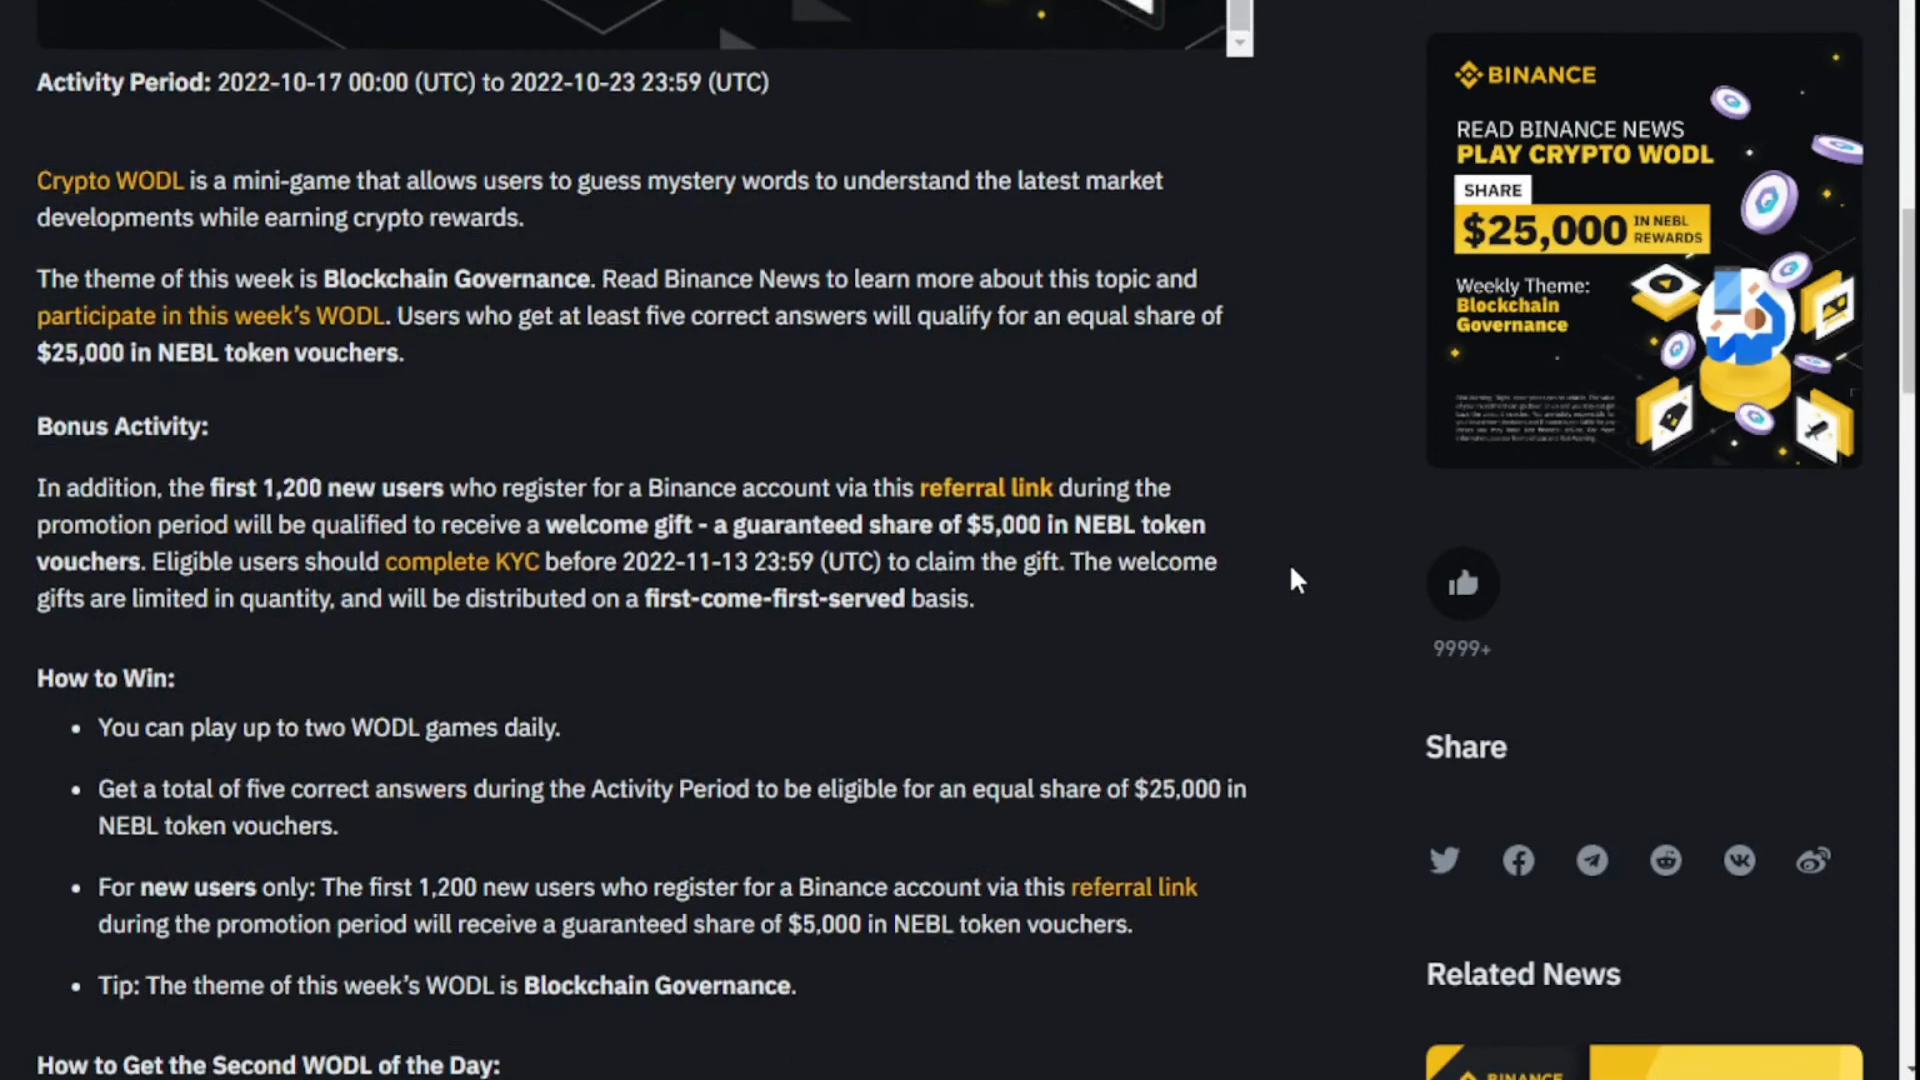 Activity Period: 2022-10-17 00:00 (UTC) to 2022-10-23 23:59 (UTC)
Crypto WODL is a mini-game that allows users to guess mystery words to understand the latest market
developments while earning crypto rewards.
The theme of this week is Blockchain Governance. Read Binance News to learn more about this topic and
participate in this week's WODL. Users who get at least five correct answers will qualify for an equal share of
$25,000 in NEBL token vouchers.
Bonus Activity:
In addition, the first 1,200 new users who register for a Binance account via this referral link during the
promotion period will be qualified to receive a welcome gift - a guaranteed share of $5,000 in NEBL token
vouchers. Eligible users should complete KYC before 2022-11-13 23:59 (UTC) to claim the gift. The welcome
gifts are limited in quantity, and will be distributed on a first-come-first-served basis.
How to Win:
• You can play up to two WODL games daily.
• Get a total of five correct answers during the Activity Period to be eligible for an equal share of $25,000 in
NEBL token vouchers.
• For new users only: The first 1,200 new users who register for a Binance account via this referral link
during the promotion period will receive a guaranteed share of $5,000 in NEBL token vouchers.
• Tip: The theme of this week's WODL is Blockchain Governance.
How to Get the Second WODL of the Day:
BINANCE
READ BINANCE NEWS
PLAY CRYPTO WODL
SHARE
$25,000 IN NEBL
REWARDS
Weekly Theme:
Blockchain
Governance
9999+
Share
Related News
BINANCE